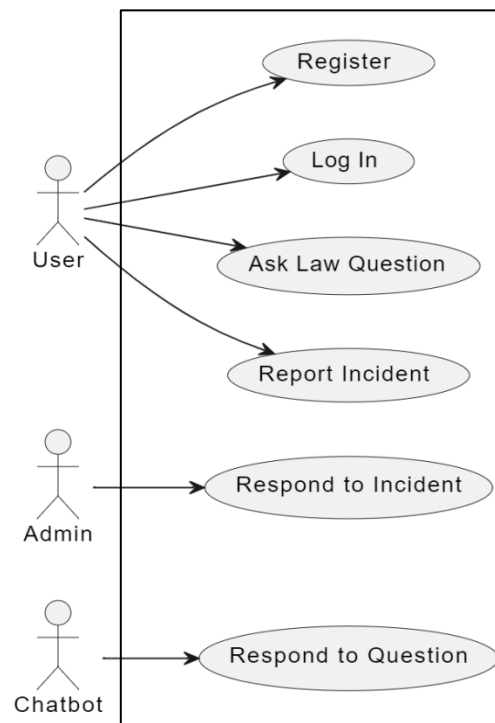 Register
Log In
User
Ask Law Question
Report Incident
Respond to Incident
Admin
Respond to Question
Chatbot